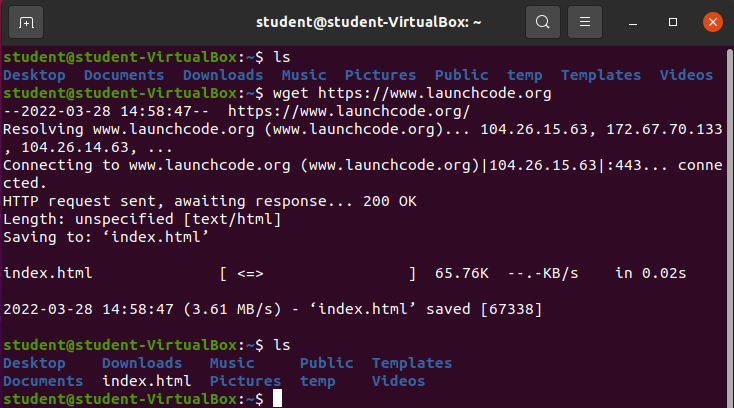 student@student-VirtualBox: ~
student@student-VirtualBox:~$ ls
Desktop  Documents  Downloads  Music  Pictures  Public  temp  Templates  Videos
student@student-VirtualBox:~$ wget https://www.launchcode.org
--2022-03-28 14:58:47--  https://www.launchcode.org/
Resolving www.launchcode.org (www.launchcode.org)... 104.26.15.63, 172.67.70.133
, 104.26.14.63, ...
Connecting to www.launchcode.org (www.launchcode.org)|104.26.15.63|:443... conne
cted.
HTTP request sent, awaiting response... 200 OK
Length: unspecified [text/html]
Saving to: ‘index.html’
index.html              [ <=>                ]  65.76K  --.-KB/s    in 0.02s
2022-03-28 14:58:47 (3.61 MB/s) - ‘index.html’ saved [67338]
student@student-VirtualBox:~$ ls
Desktop    Downloads   Music     Public  Templates
Documents  index.html  Pictures  temp    Videos
student@student-VirtualBox:~$